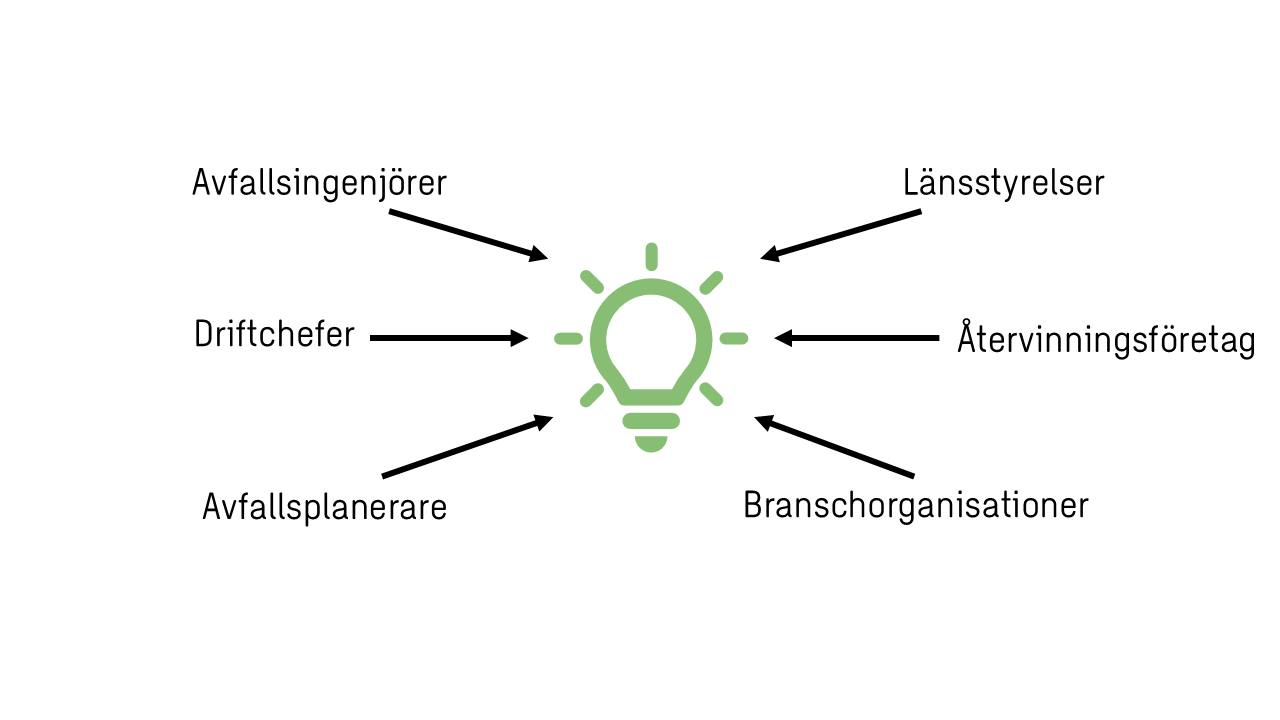 Avfallsingenjörer
Länsstyrelser
Driftchefer
Återvinningsföretag
Avfallsplanerare
Branschorganisationer